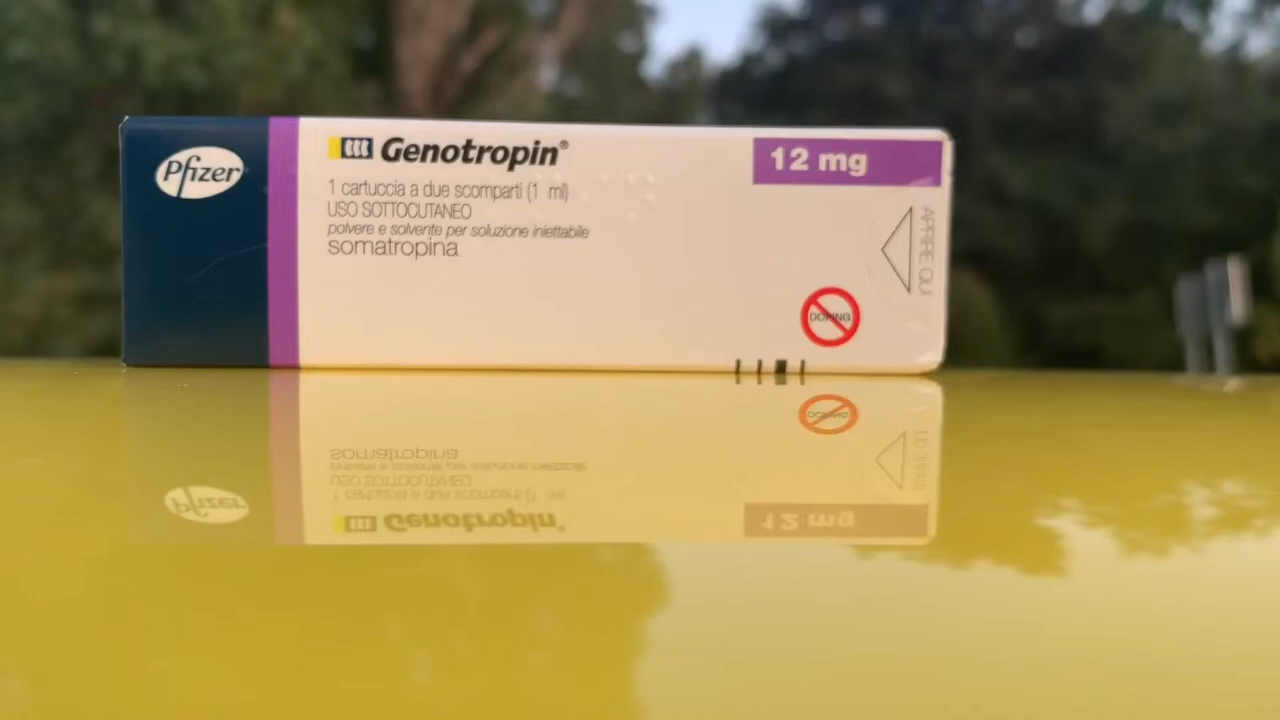 Pfizer
Genotropin®
12 mg
1 cartuccia a due scomparti (1 ml)
USO SOTTOCUTANEO
polvere e solvente per soluzione iniettabile
somatropina
APRIRE QUI
DOPING